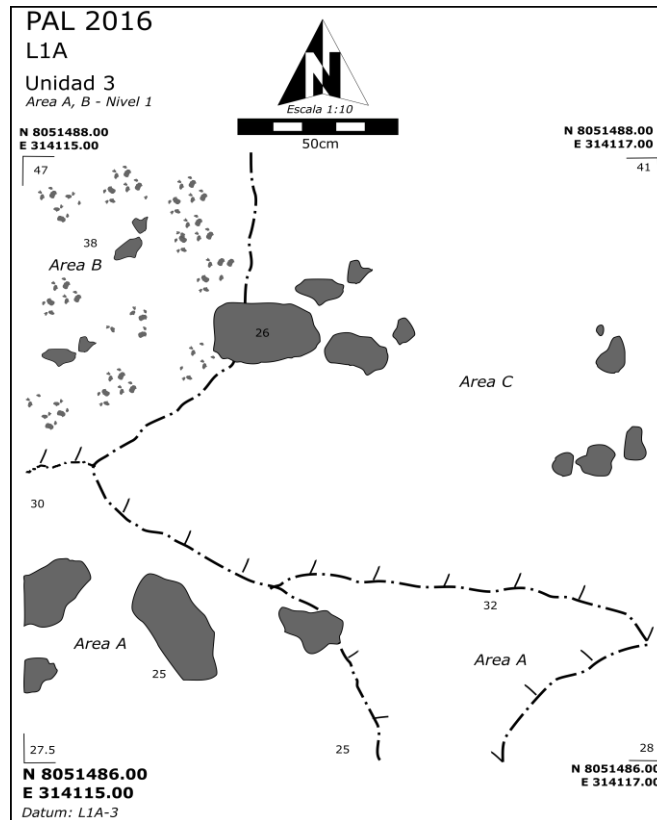 PAL 2016
L1A
Unidad 3
Area A, B - Nivel 1
N
Escala 1:10
50cm
N 8051488.00
E 314115.00
N 8051488.00
E 314117.00
47
41
38
Area B
26
Area C
30
32
Area A
25
Area A
27.5
25
28
N 8051486.00
E 314115.00
N 8051486.00
E 314117.00
Datum: L1A-3